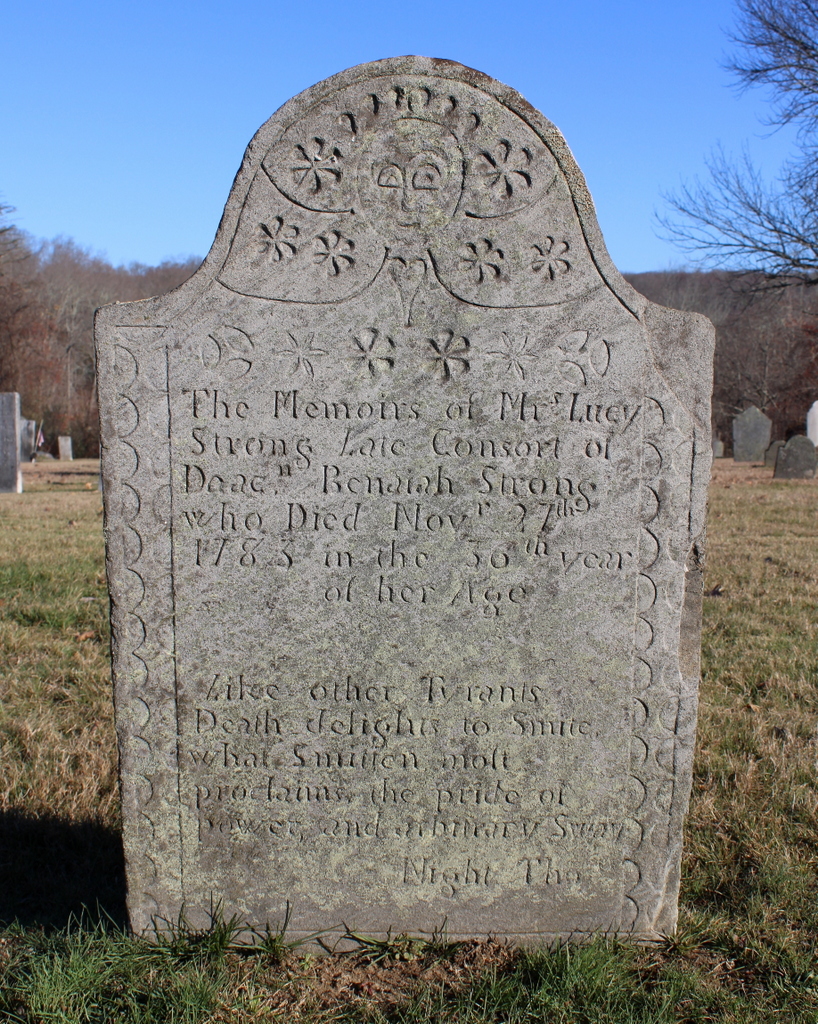 The Memoirs of Mrs Lucy
Strong Late Consort of
Deacn. Benaiah Strong
who Died Novr 27th
1783 in the 36th year
of her Age
Like other Tyrants
Death delights to Smite,
what Smitten most
proclaims, the pride of
power, and arbitrary Sway
Night Tho